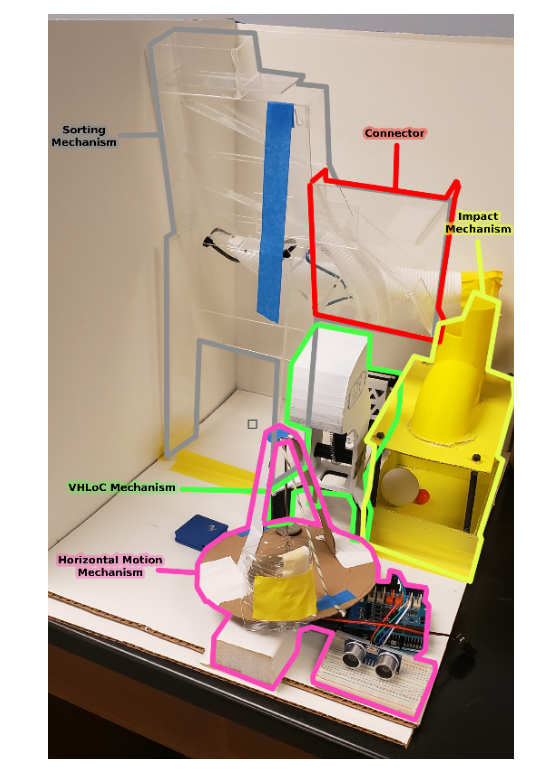 Sorting
Mechanism
Connector
Impact
Mechanism
VHLoC Mechanism
Horizontal Motion
Mechanism